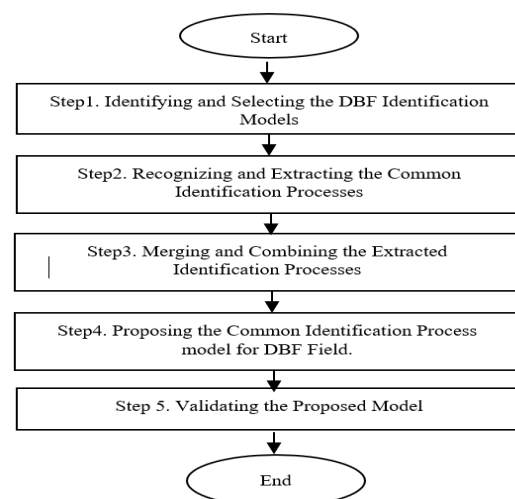 Start
Step1. Identifying and Selecting the DBF Identification
Models
Step2. Recognizing and Extracting the Common
Identification Processes
Step3. Merging and Combining the Extracted
Identification Processes
Step4. Proposing the Common Identification Process
model for DBF Field.
Step 5. Validating the Proposed Model
End